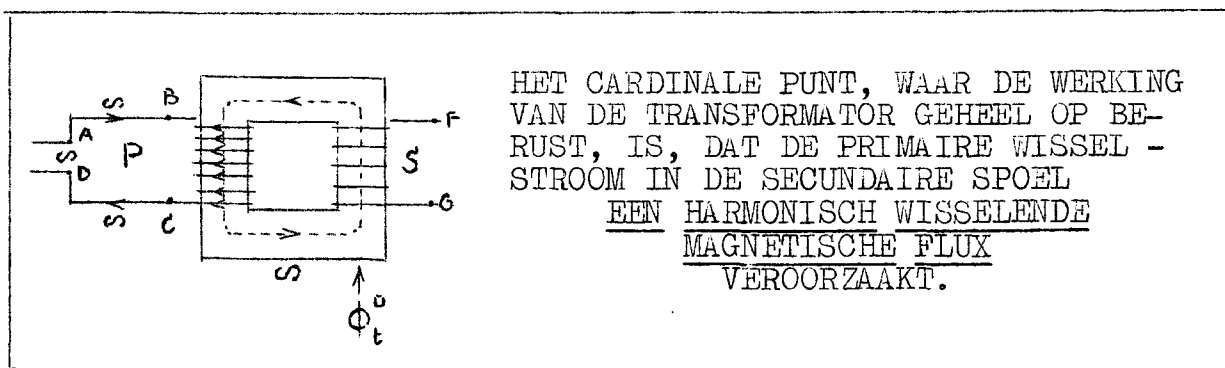 HET CARDINALE PUNT, WAAR DE WERKING
VAN DE TRANSFORMATOR GEHEEL OP BE-
RUST, IS, DAT DE PRIMAIRE WISSEL -
STROOM IN DE SECUNDAIRE SPOEL
EEN HARMONISCH WISSELENDE
MAGNETISCHE FLUX
VEROORZAAKT.
A
B
P
D
C
S
F
G
Φt